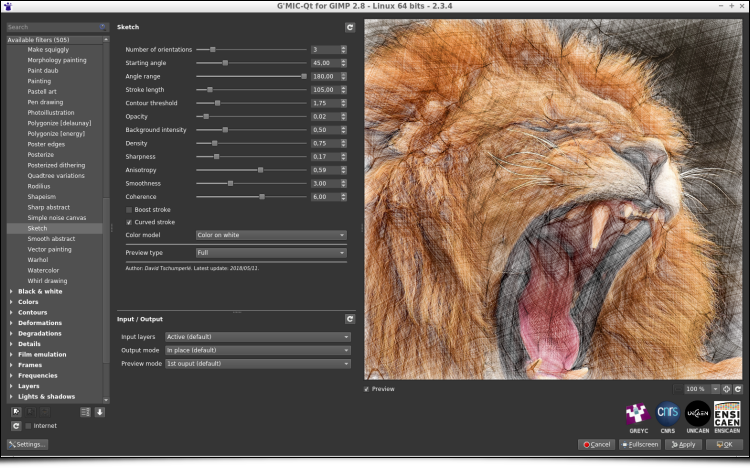 G'MIC-Qt for GIMP 2.8 - Linux 64 bits - 2.3.4
Search
Available filters (505)
Make squiggly
Morphology painting
Paint daub
Painting
Pastell art
Pen drawing
Photoillustration
Polygonize [delaunay]
Polygonize [energy]
Poster edges
Posterize
Posterized dithering
Quadtree variations
Rodilius
Shapeism
Sharp abstract
Simple noise canvas
Sketch
Smooth abstract
Vector painting
Warhol
Watercolor
Whirl drawing
Black & white
Colors
Contours
Deformations
Degradations
Details
Film emulation
Frames
Frequencies
Layers
Lights & shadows
Internet
Settings...
Sketch
Number of orientations 3
Starting angle 45,00
Angle range 180,00
Stroke length 105,00
Contour threshold 1,75
Opacity 0,02
Background intensity 0,50
Density 0,75
Sharpness 0,17
Anisotropy 0,59
Smoothness 3,00
Coherence 6,00
Boost stroke
Curved stroke
Color model Color on white
Preview type Full
Author: David Tschumperlé. Latest update: 2018/05/11.
Input / Output
Input layers Active (default)
Output mode In place (default)
Preview mode 1st ouput (default)
Preview
100 %
GREYC
CNRS
CNRS
UNICAEN
UNICAEN
ENSI
CAEN
ENSICAEN
Cancel
Fullscreen
Apply
OK